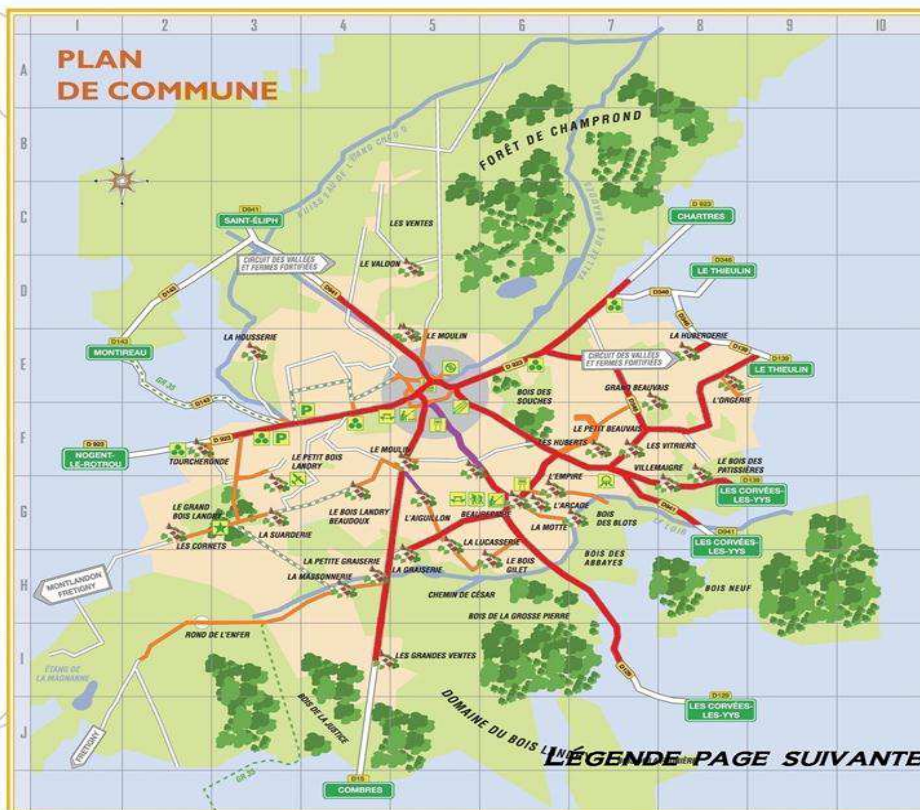 1 2 3 4 5 6 7 8 9 10
A
B
C
D
E
F
G
H
I
J
PLAN
DE COMMUNE
FORÊT DE CHAMPROND
D941
SAINT-ÉLIPH
LES VENTES
D 923
CHARTRES
CIRCUIT DES VALLÉES
ET FERMES FORTIFIÉES
LE VALDON
D346
LE THIEULIN
D143
D941
D346
D346
LA HOUSSERIE
LE MOULIN
LA HUBERDERIE
D139
D143
MONTIREAU
D 923
CIRCUIT DES VALLÉES
ET FERMES FORTIFIÉES
D139
LE THIEULIN
GR 35
D143
BOIS DES
SOUCHES
GRAND BEAUVAIS
L'ORGERIE
P
D346
LE PETIT BEAUVAIS
D 923
NOGENT-
LE-ROTROU
D 923
P
TOURCHERONDE
LE PETIT BOIS
LANDRY
LE MOULIN
LES HUBERTS
LES VITRIERS
VILLEMAIGRE
LE BOIS DES
PATISSIÈRES
L'EMPIRE
D139
LES CORVÉES-
LES-YYS
LE GRAND
BOIS LANDRY
LE BOIS LANDRY
BEAUDOUX
L'AIGUILLON
BEAUREPAIRE
L'ARCADE
BOIS
DES BLOTS
LE LOIR
D941
D941
LES CORVÉES-
LES-YYS
LES CORNETS
LA SUARDERIE
LA MOTTE
LA LUCASSERIE
LA PETITE GRAISERIE
LA GRAISERIE
LE BOIS
GILET
BOIS DES
ABBAYES
MONTLANDON
FRETIGNY
LA MASSONNERIE
CHEMIN DE CÉSAR
BOIS NEUF
BOIS DE LA GROSSE PIERRE
ROND DE L'ENFER
LES GRANDES VENTES
ÉTANG DE
LA MAGNANNE
D129
D129
LES CORVÉES-
LES-YYS
BOIS DE LA JUSTICE
FRETIGNY
GR 35
D15
COMBRES
LÉGENDE PAGE SUIVANTE